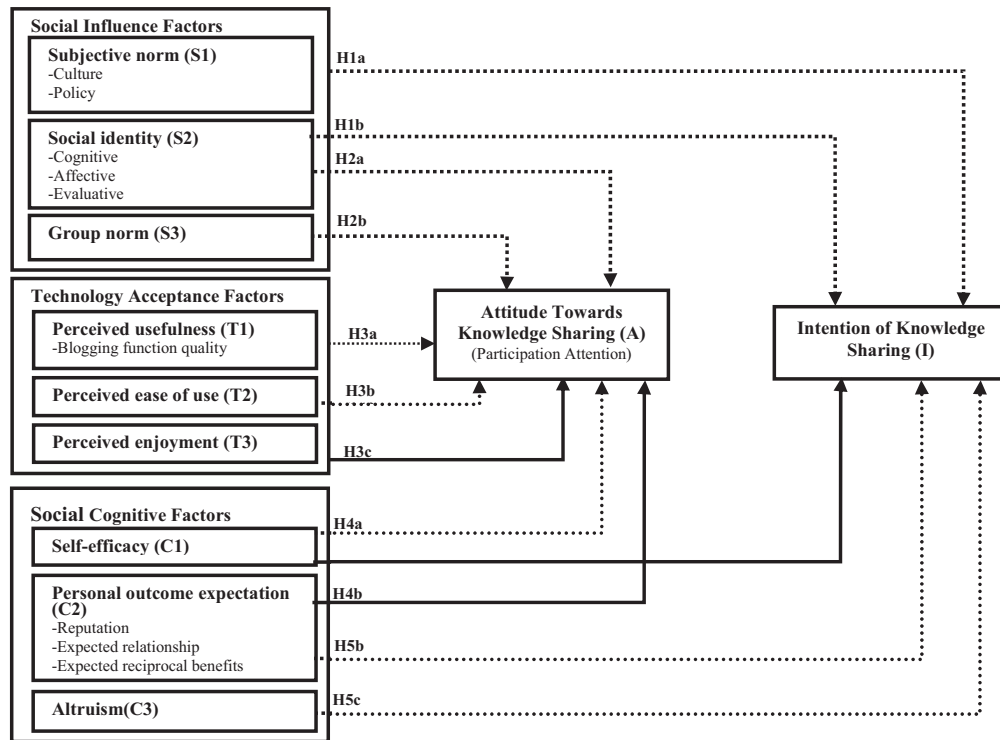 Social Influence Factors
Subjective norm (S1)
-Culture
-Policy
H1a
Social identity (S2)
-Cognitive
-Affective
-Evaluative
H1b
H2a
Group norm (S3)
H2b
Technology Acceptance Factors
Perceived usefulness (T1)
-Blogging function quality
H3a
Perceived ease of use (T2)
H3b
Perceived enjoyment (T3)
H3c
Attitude Towards
Knowledge Sharing (A)
(Participation Attention)
Intention of Knowledge
Sharing (I)
Social Cognitive Factors
H4a
Self-efficacy (C1)
Personal outcome expectation
(C2)
-Reputation
-Expected relationship
-Expected reciprocal benefits
H4b
H5b
Altruism(C3)
H5c